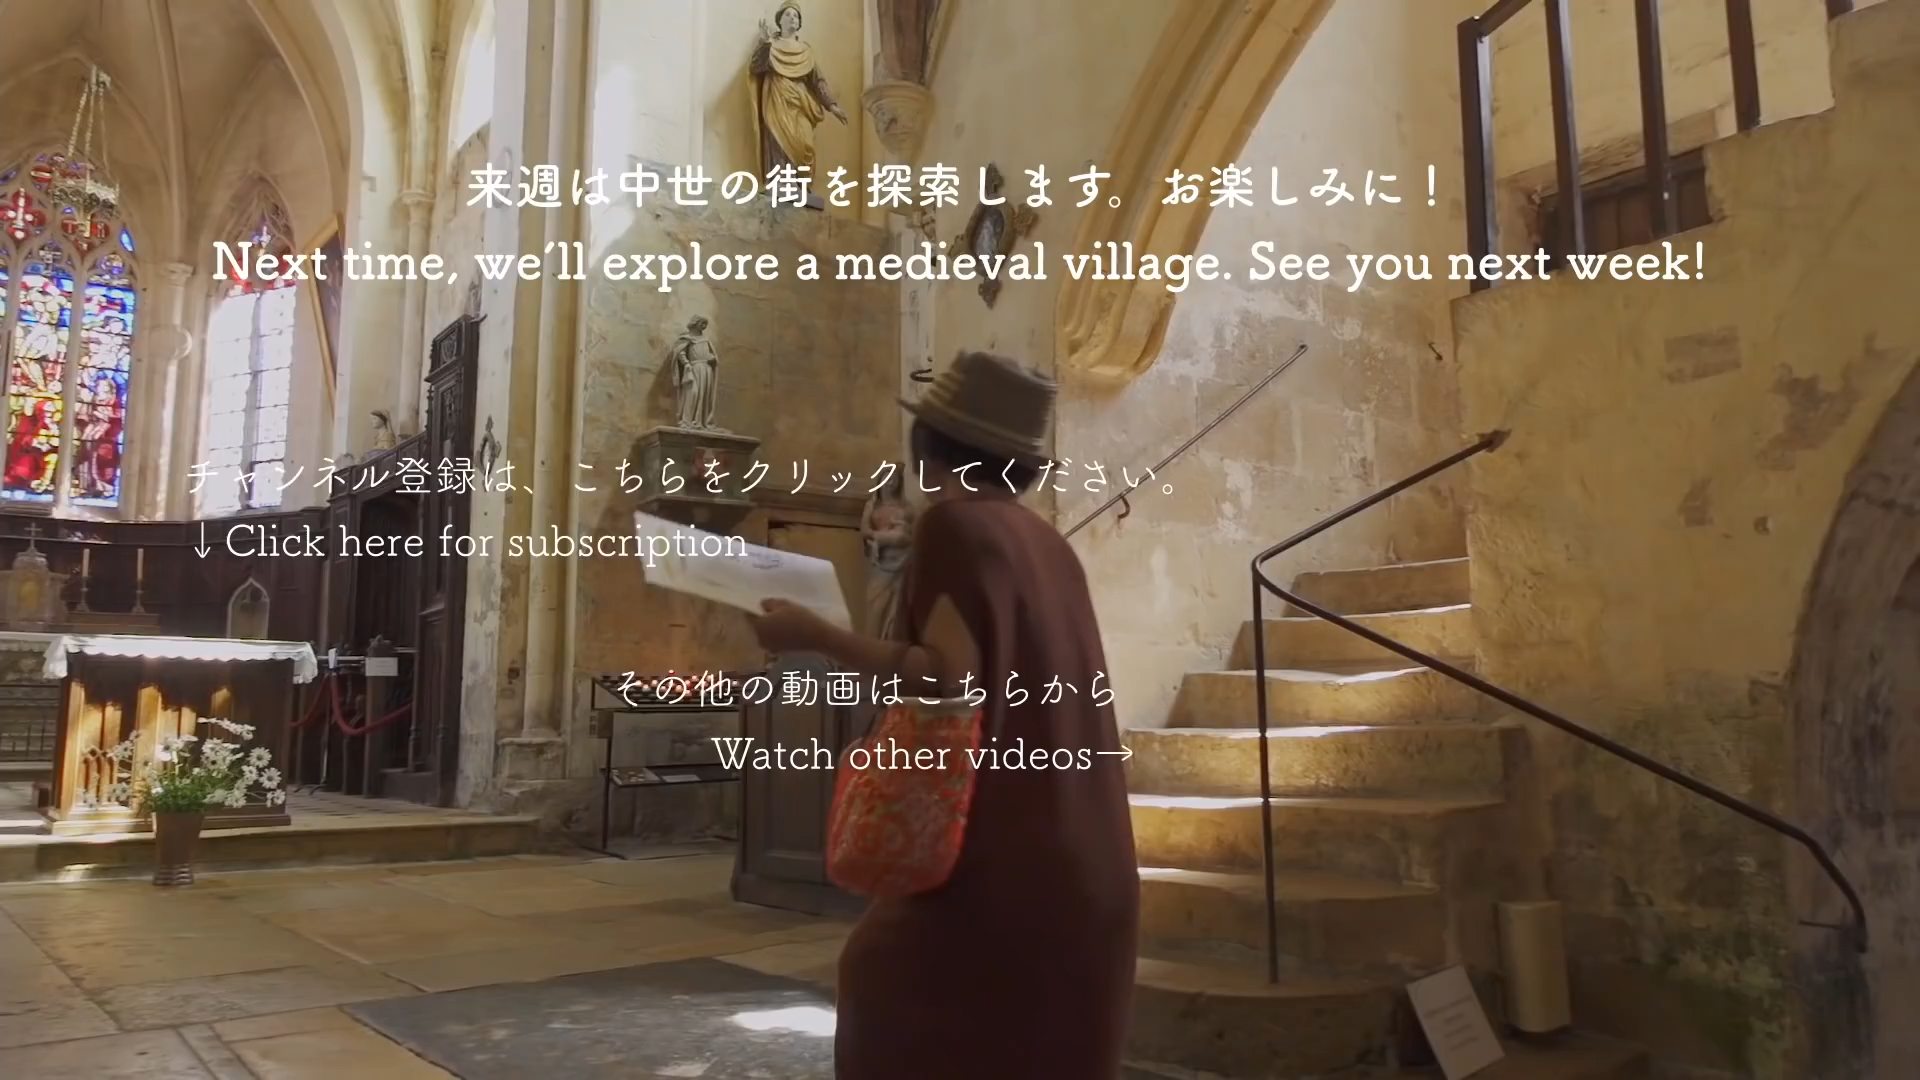 来週は中世の街を探索します。お楽しみに！
Next time, we'll explore a medieval village. See you next week!
チャンネル登録は、こちらをクリックしてください。
↓Click here for subscription
その他の動画はこちらから
Watch other videos→